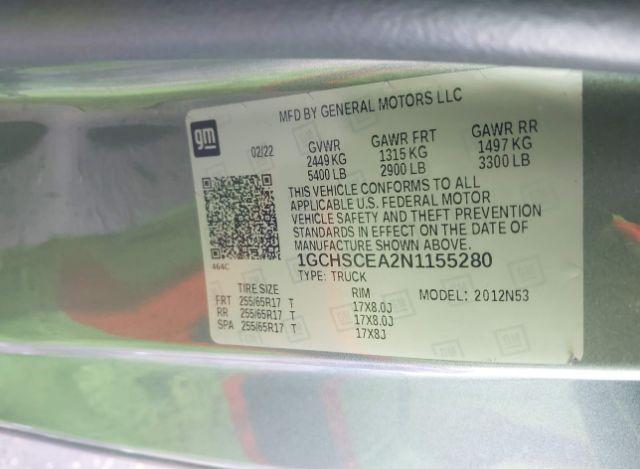 MFD BY GENERAL MOTORS LLC
gm
02/22 GVWR GAWR FRT GAWR RR
2449 KG 1315 KG 1497 KG
5400 LB 2900 LB 3300 LB
THIS VEHICLE CONFORMS TO ALL
APPLICABLE U.S. FEDERAL MOTOR
VEHICLE SAFETY AND THEFT PREVENTION
STANDARDS IN EFFECT ON THE DATE OF
MANUFACTURE SHOWN ABOVE.
464C
1GCHSCEA2N1155280
TYPE: TRUCK
TIRE SIZE RIM MODEL: 2012N53
FRT 255/65R17 T 17X8.0J
RR 255/65R17 T 17X8.0J
SPA 255/65R17 T 17X8J